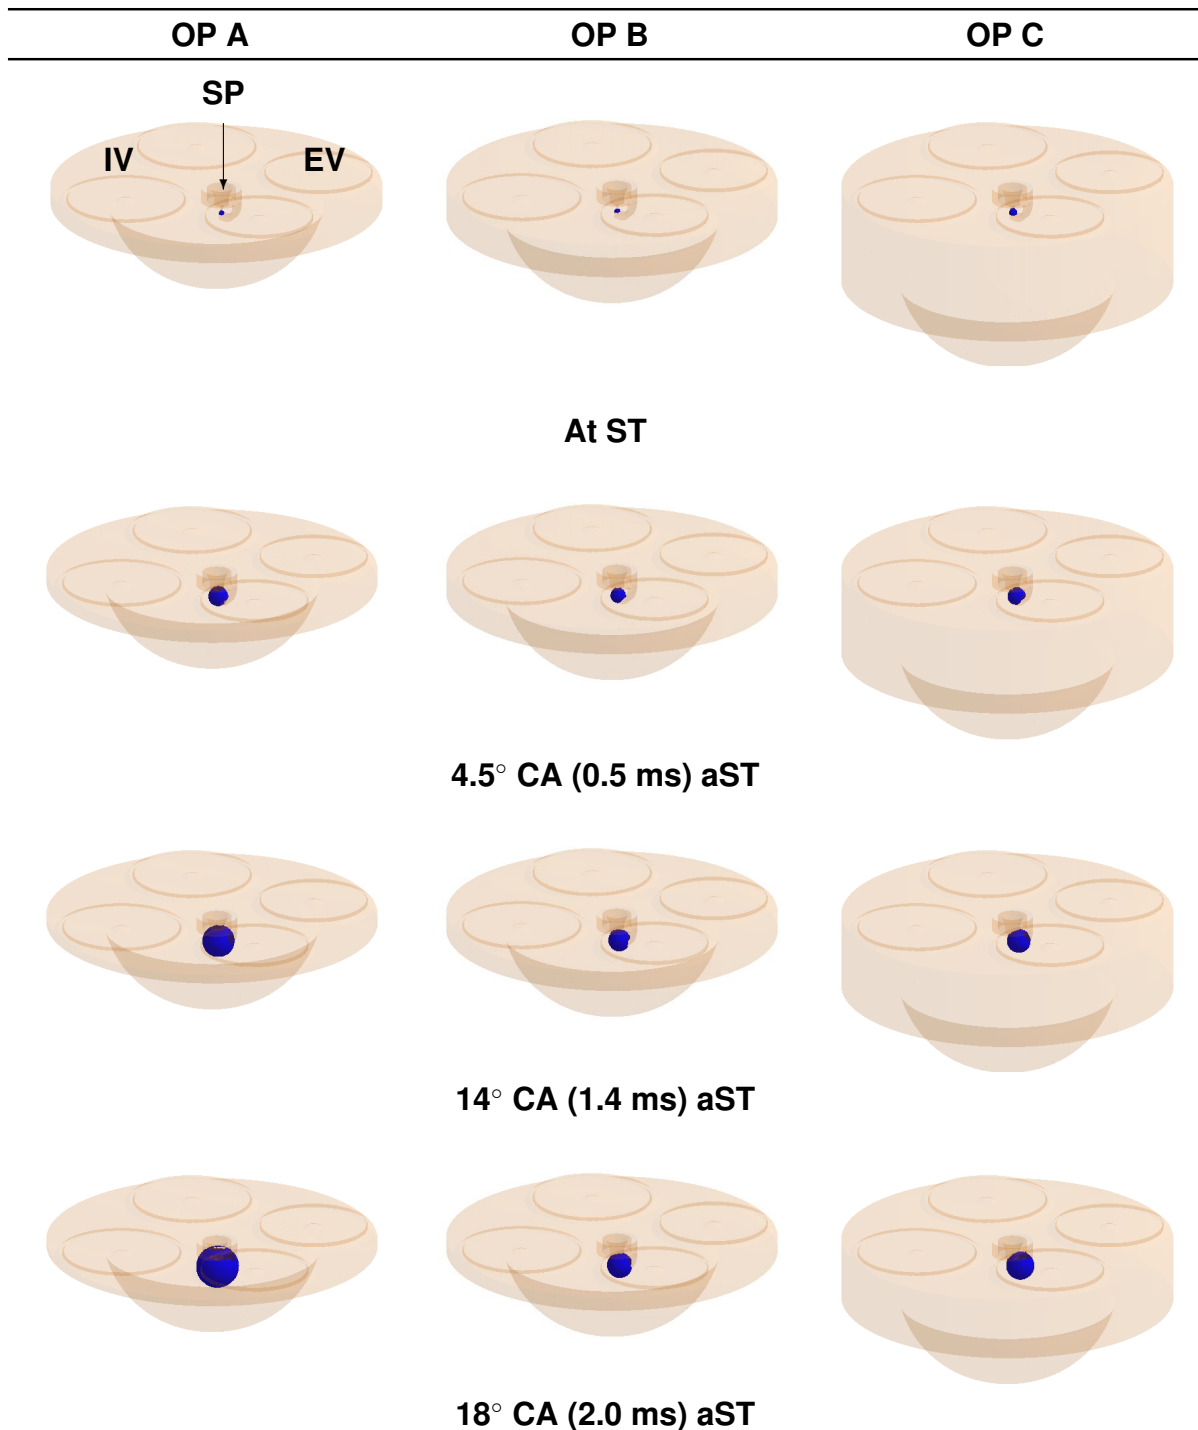 OP A OP B OP C
SP
IV EV
At ST
4.5° CA (0.5 ms) aST
14° CA (1.4 ms) aST
18° CA (2.0 ms) aST